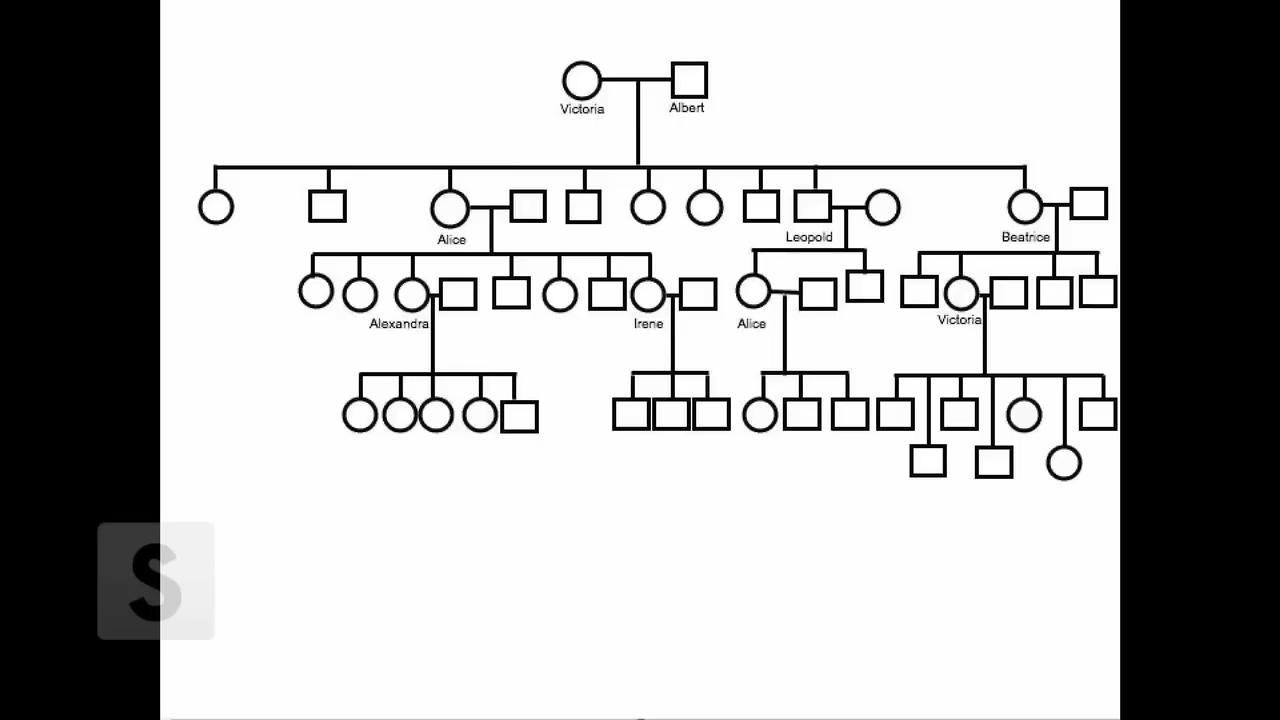 Victoria
Albert
Alice
Leopold
Beatrice
Alexandra
Irene
Alice
Victoria
S